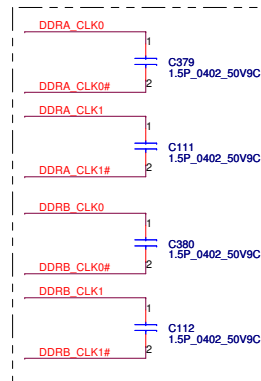 DDRA_CLK0
1
C379
1.5P_0402_50V9C
2
DDRA_CLK0#
DDRA_CLK1
1
C111
1.5P_0402_50V9C
2
DDRA_CLK1#
DDRB_CLK0
1
C380
1.5P_0402_50V9C
2
DDRB_CLK0#
DDRB_CLK1
1
C112
1.5P_0402_50V9C
2
DDRB_CLK1#